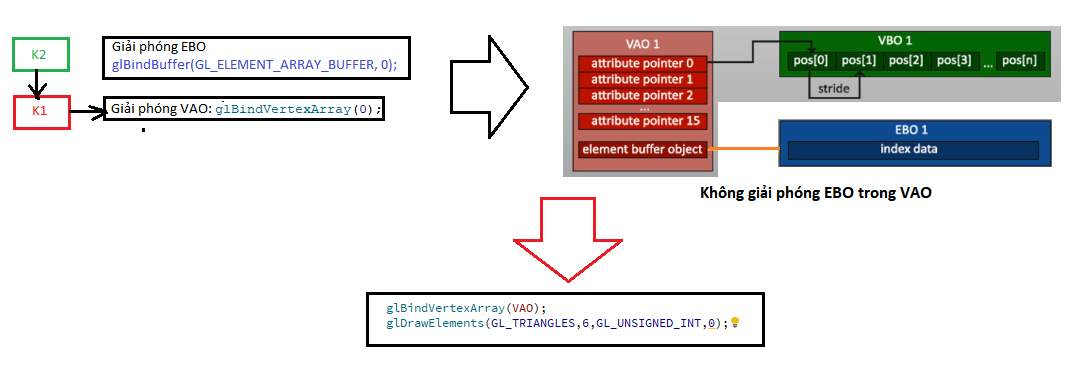 K2
Giải phóng EBO
glBindBuffer(GL_ELEMENT_ARRAY_BUFFER, 0);
K1
Giải phóng VAO: glBindVertexArray(0);
VAO 1
attribute pointer 0
attribute pointer 1
attribute pointer 2
...
attribute pointer 15
element buffer object
VBO 1
pos[0] pos[1] pos[2] pos[3] ... pos[n]
stride
EBO 1
index data
Không giải phóng EBO trong VAO
glBindVertexArray(VAO);
glDrawElements(GL_TRIANGLES,6,GL_UNSIGNED_INT,0);